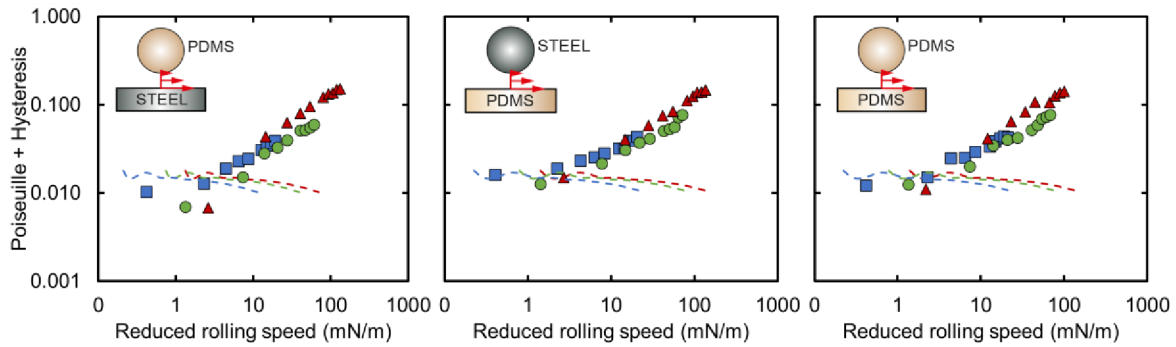 Poiseuille + Hysteresis
1.000
0.100
0.010
0.001
PDMS
STEEL
0 1 10 100 1000
Reduced rolling speed (mN/m)
STEEL
PDMS
0 1 10 100 1000
Reduced rolling speed (mN/m)
PDMS
PDMS
0 1 10 100 1000
Reduced rolling speed (mN/m)